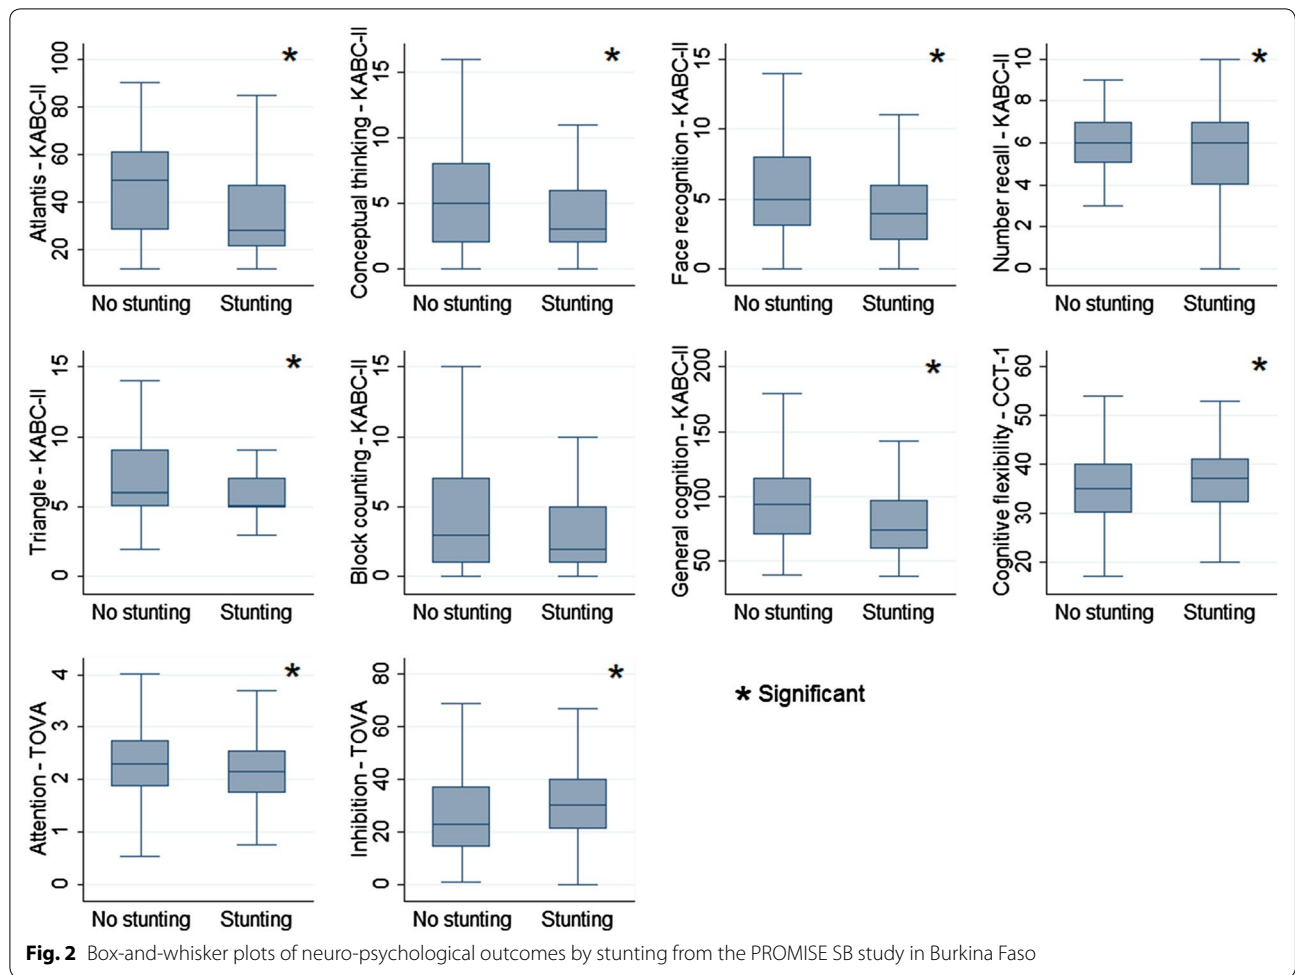 Atlantis - KABC-II
100
80
60
40
20
No stunting
Stunting
*
Conceptual thinking - KABC-II
15
10
5
0
No stunting
Stunting
*
Face recognition - KABC-II
15
10
5
0
No stunting
Stunting
*
Number recall - KABC-II
10
8
6
4
2
0
No stunting
Stunting
*
Triangle - KABC-II
15
10
5
0
No stunting
Stunting
*
Block counting - KABC-II
15
10
5
0
No stunting
Stunting
General cognition - KABC-II
200
150
100
50
No stunting
Stunting
*
Cognitive flexibility - CCT-1
60
50
40
30
20
No stunting
Stunting
*
Attention - TOVA
4
3
2
1
0
No stunting
Stunting
*
Inhibition - TOVA
80
60
40
20
0
No stunting
Stunting
*
* Significant
Fig. 2 Box-and-whisker plots of neuro-psychological outcomes by stunting from the PROMISE SB study in Burkina Faso